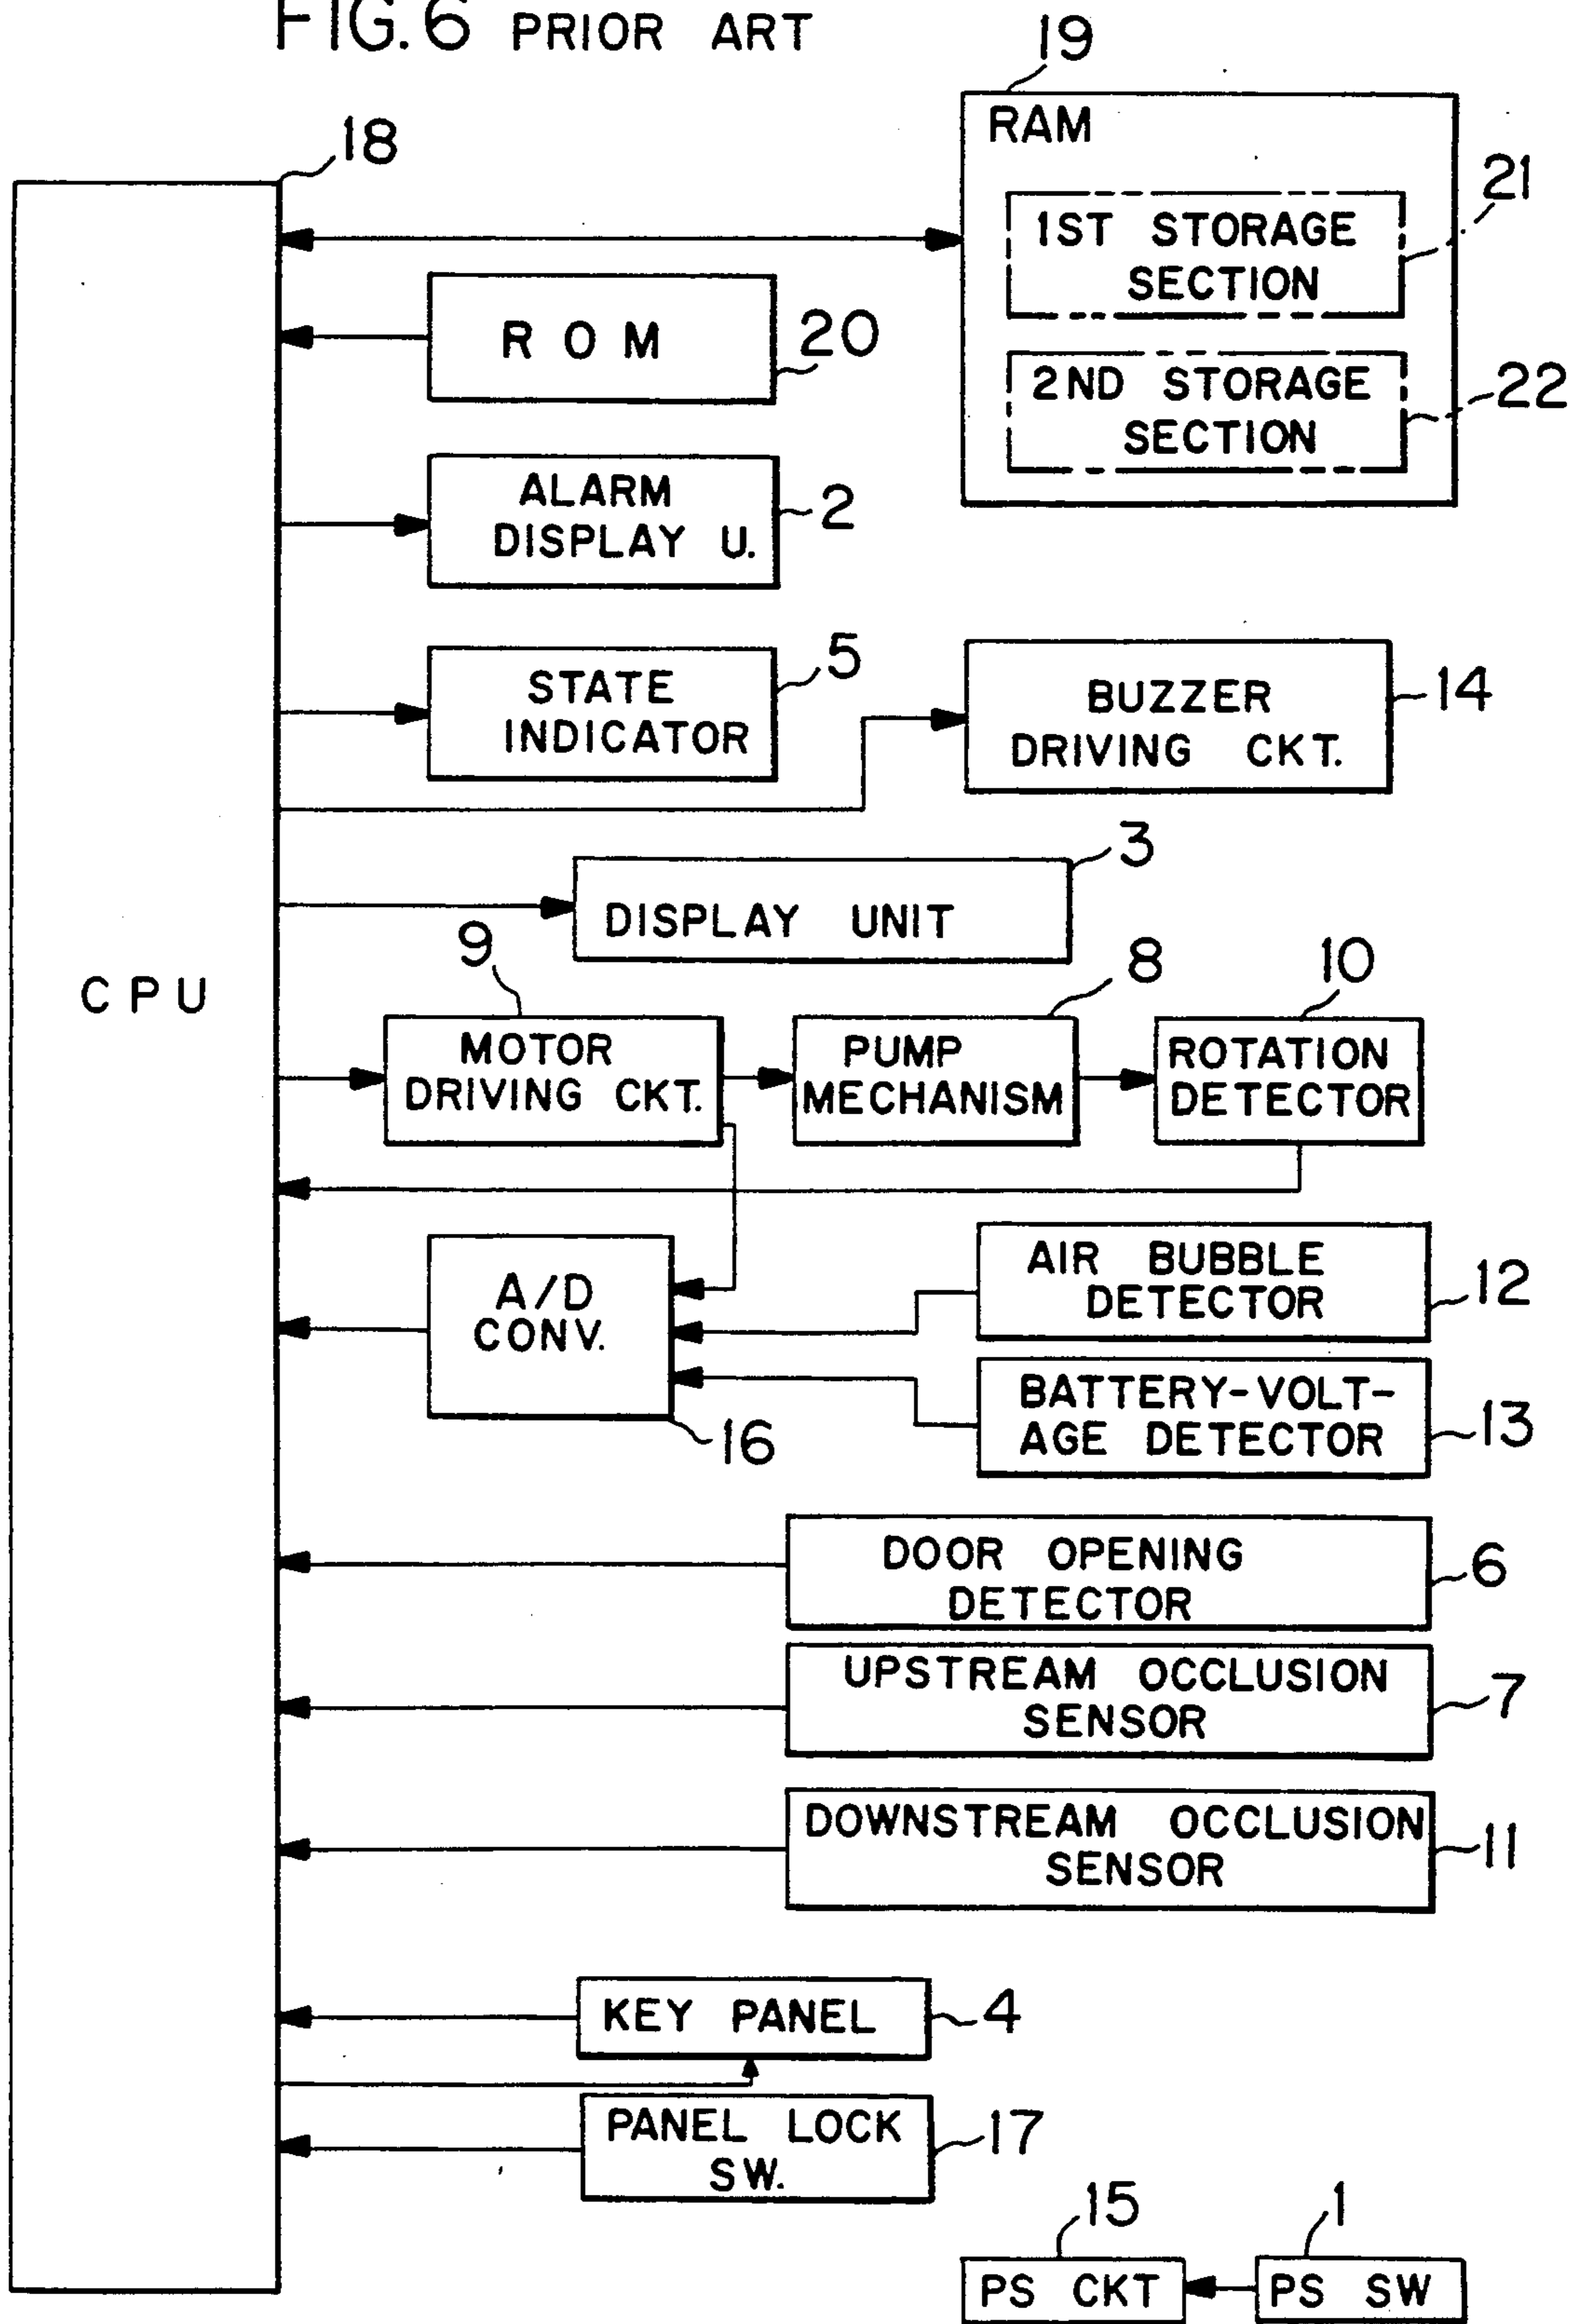 FIG. 6 PRIOR ART
19
RAM
18
21
1ST STORAGE
SECTION
ROM
20
2ND STORAGE
SECTION
22
ALARM
DISPLAY U.
2
STATE
INDICATOR
5
BUZZER
DRIVING CKT.
14
3
DISPLAY UNIT
CPU
9
8
10
MOTOR
DRIVING CKT.
PUMP
MECHANISM
ROTATION
DETECTOR
A/D
CONV.
16
AIR BUBBLE
DETECTOR
12
BATTERY-VOLT-
AGE DETECTOR
13
DOOR OPENING
DETECTOR
6
UPSTREAM OCCLUSION
SENSOR
7
DOWNSTREAM OCCLUSION
SENSOR
11
KEY PANEL
4
PANEL LOCK
SW.
17
15
1
PS CKT
PS SW